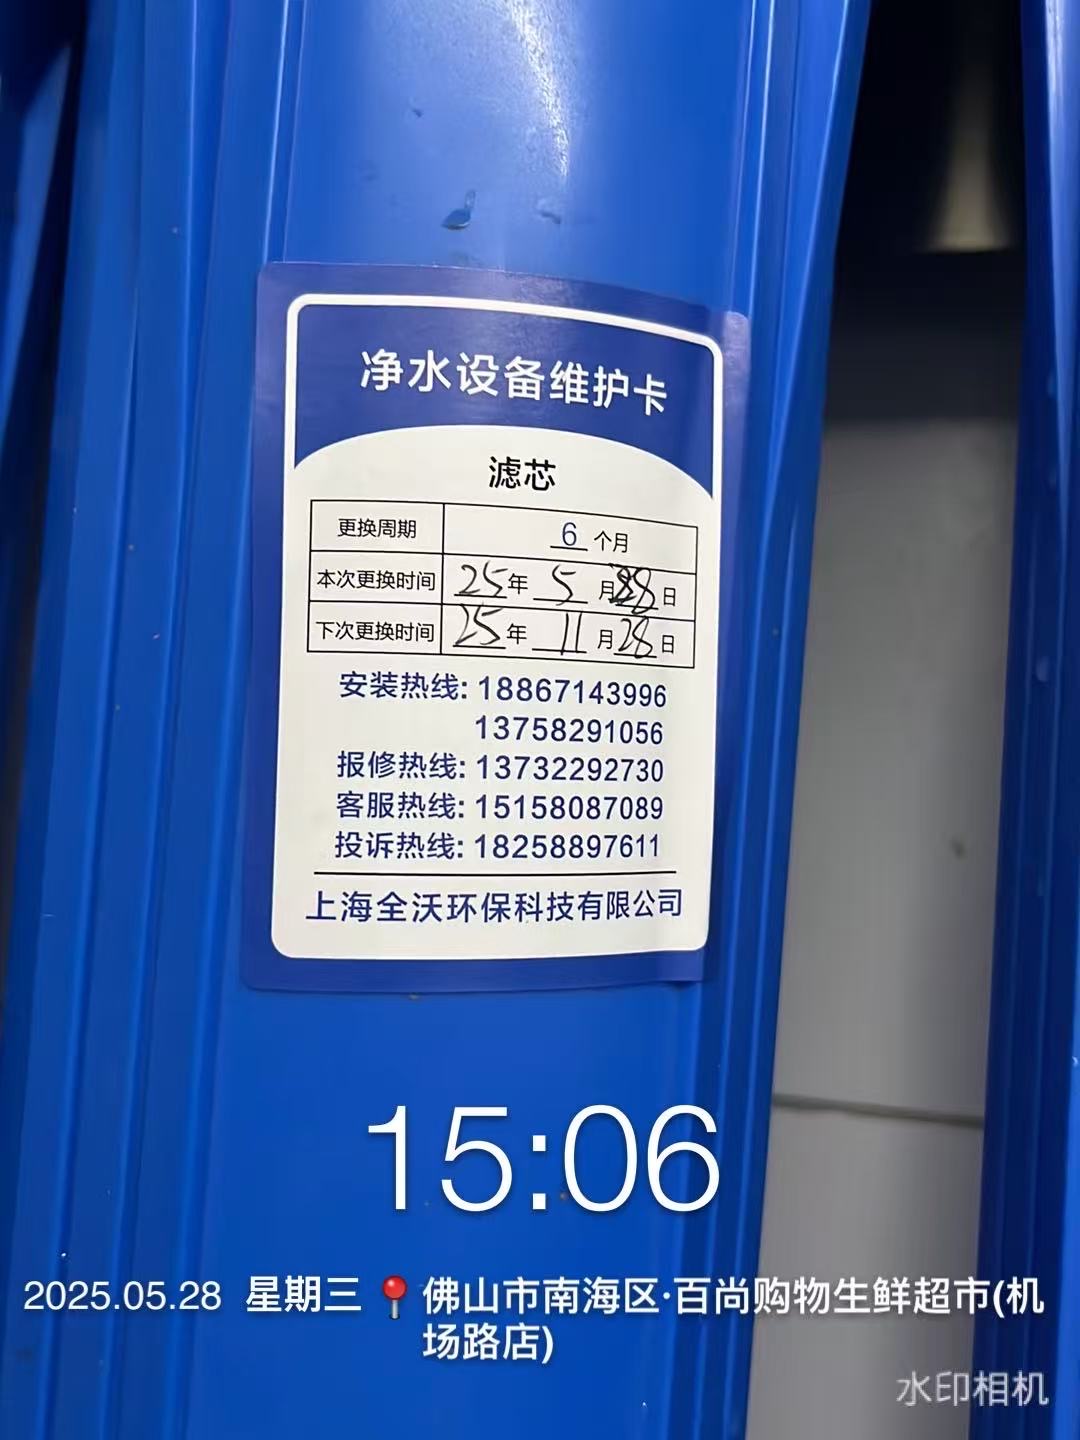 净水设备维护卡
滤芯
更换周期 6 个月
本次更换时间 25年 5 月28日
下次更换时间 25年 11 月28日
安装热线: 18867143996
13758291056
报修热线: 13732292730
客服热线: 15158087089
投诉热线: 18258897611
上海全沃环保科技有限公司
15:06
2025.05.28 星期三 📍 佛山市南海区·百尚购物生鲜超市(机
场路店)
水印相机